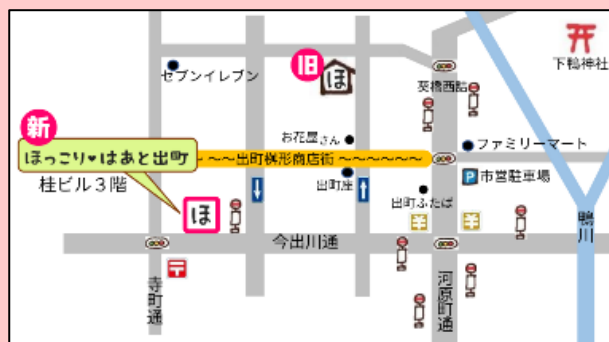 旧
ほ
下鴨神社
セブンイレブン
葵橋西詰
新
お花屋さん
ファミリーマート
ほっこり♥はあと出町
～～出町桝形商店街～～～～～～
桂ビル３階
出町座
P市営駐車場
出町ふたば
ほ
鴨川
今出川通
寺町通
河原町通